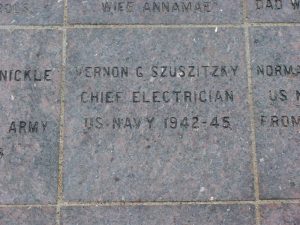 WIFE ANNAMAE
DAD W
NICKLE
ARMY
VERNON G SZUSZITZKY
CHIEF ELECTRICIAN
US NAVY 1942-45
NORMA
US N
FROM